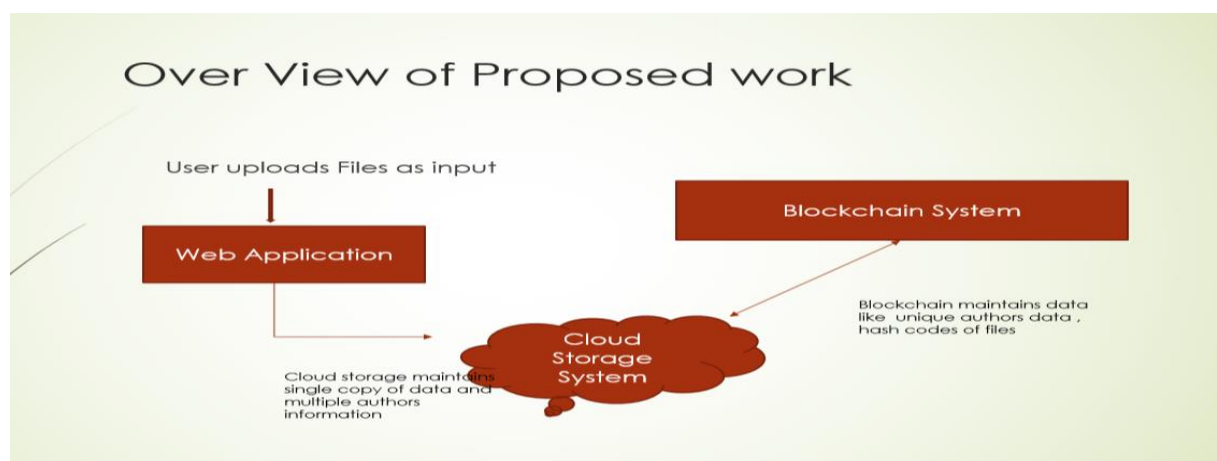 Over View of Proposed work
User uploads Files as input
Web Application
Blockchain System
Cloud
Storage
System
Blockchain maintains data
like unique authors data ,
hash codes of files
Cloud storage maintains
single copy of data and
multiple authors
information